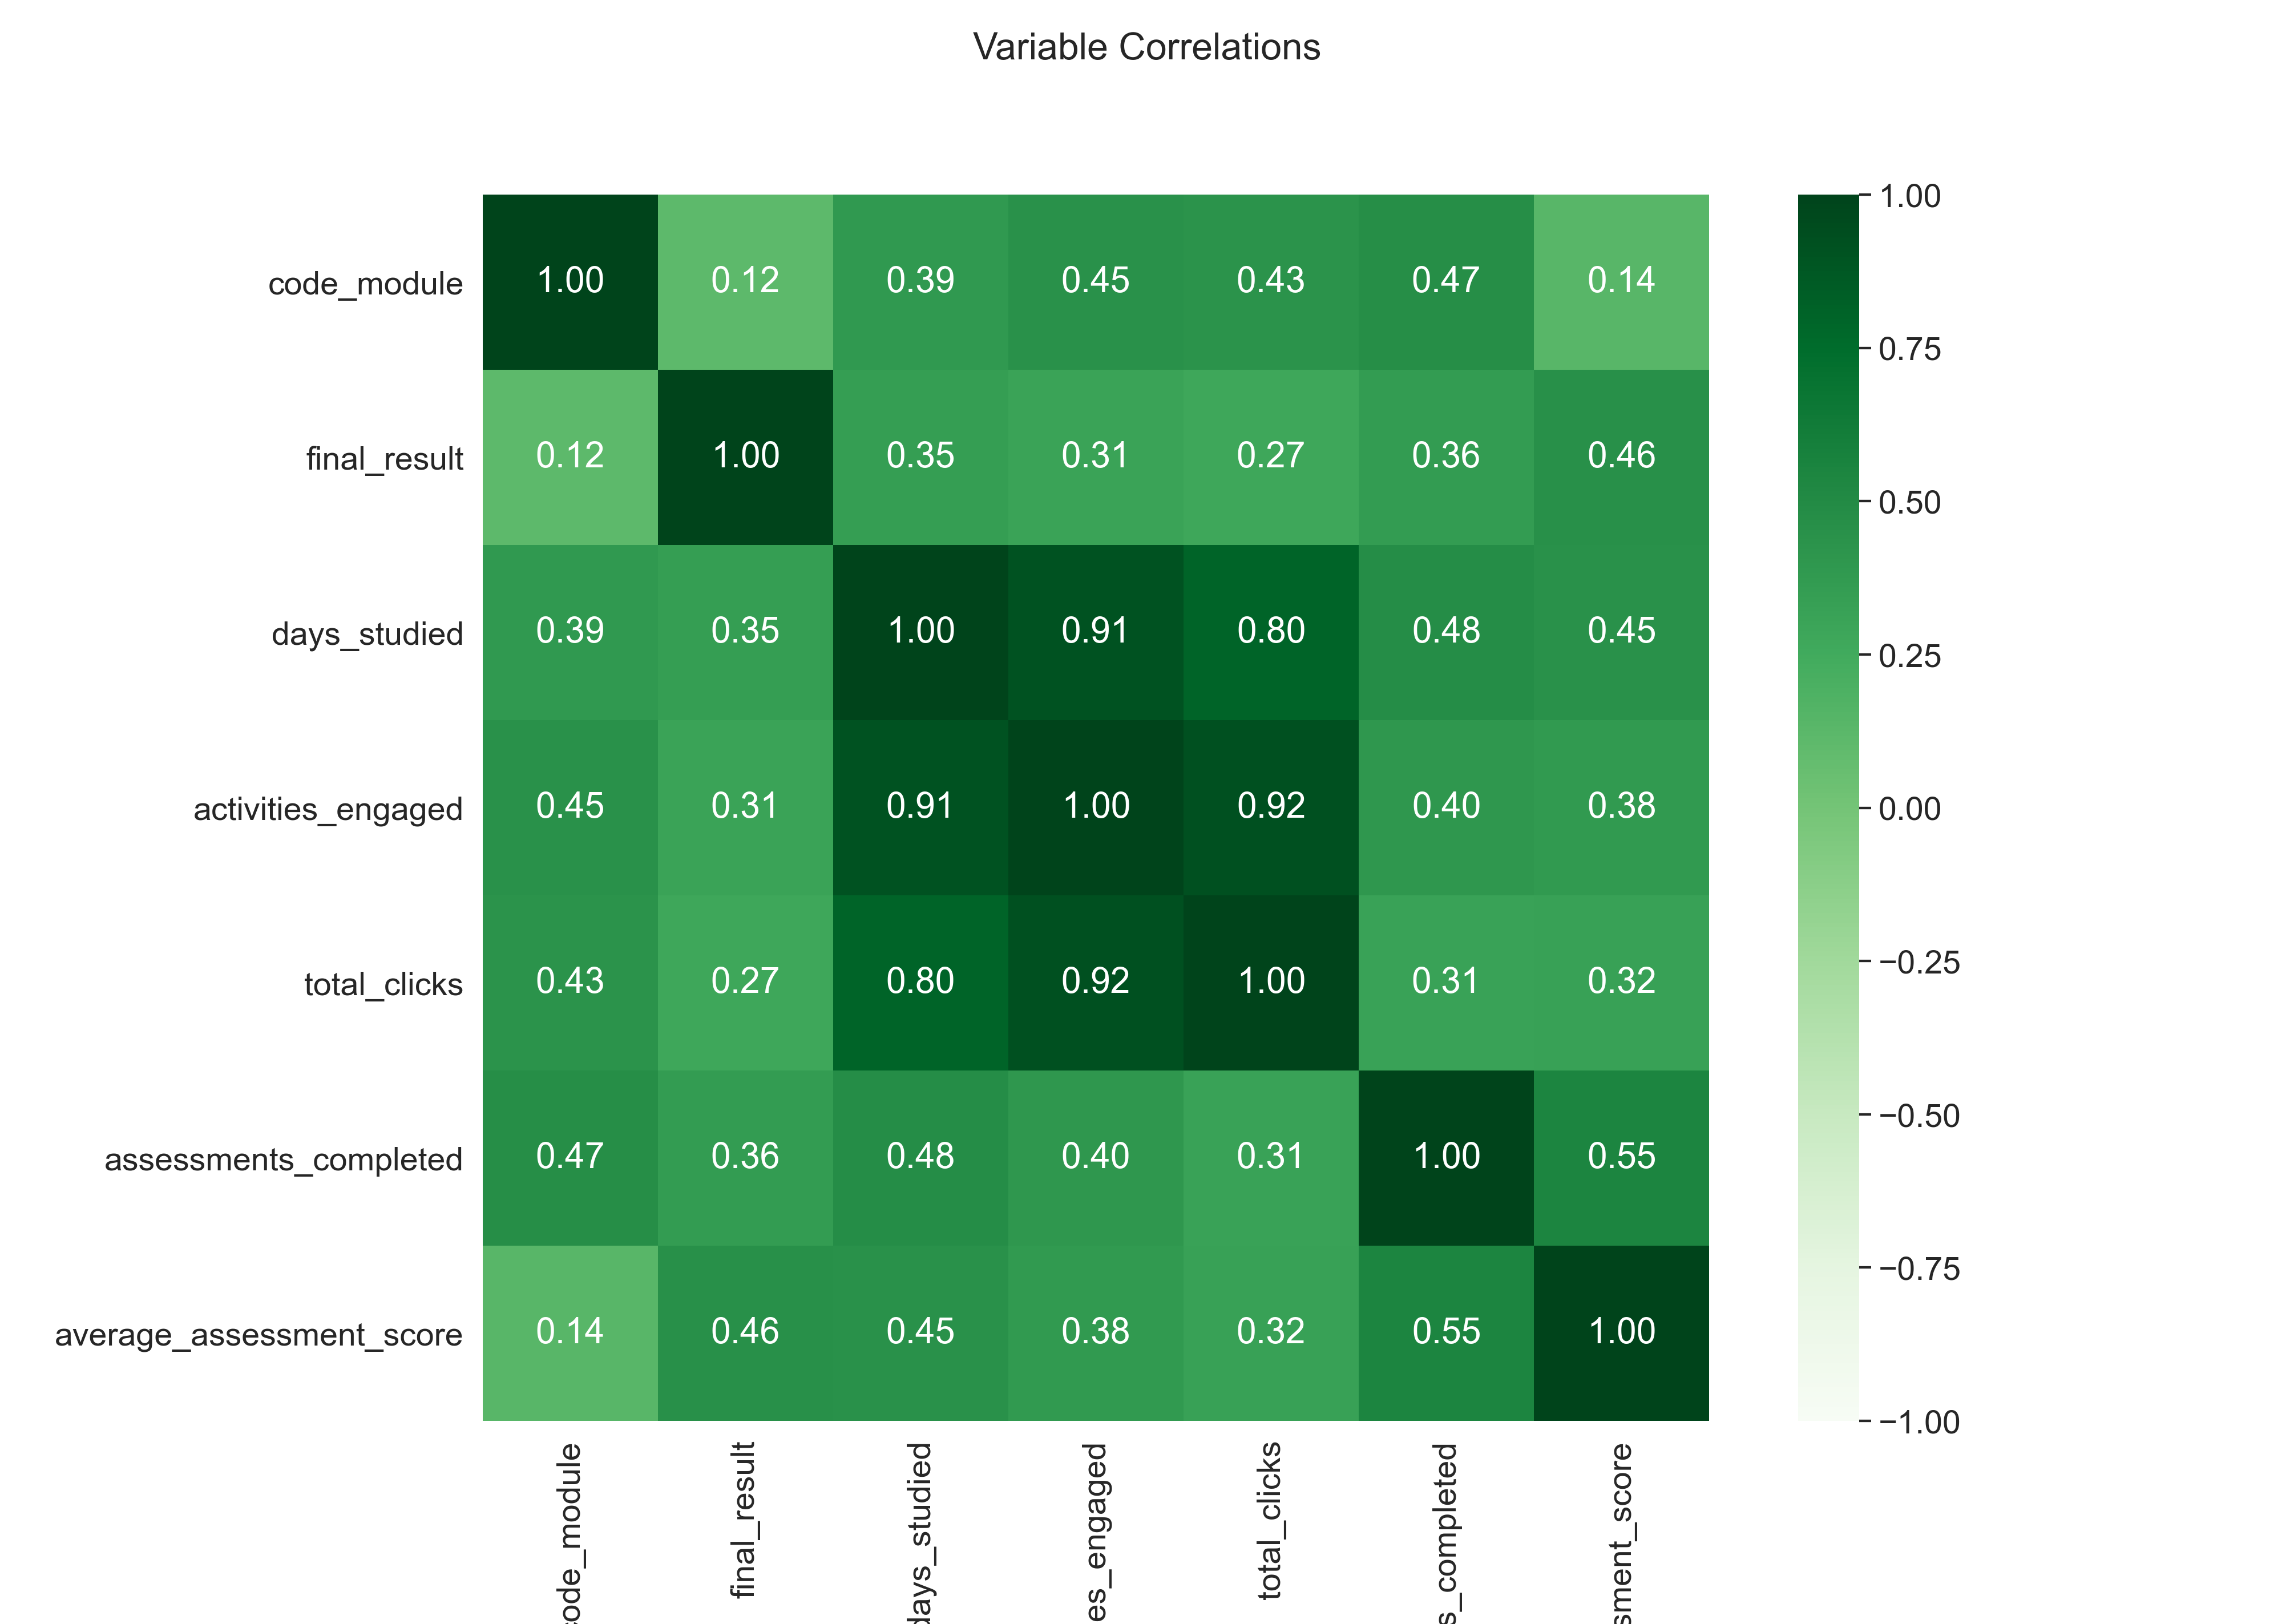 Variable Correlations
code_module 1.00 0.12 0.39 0.45 0.43 0.47 0.14
final_result 0.12 1.00 0.35 0.31 0.27 0.36 0.46
days_studied 0.39 0.35 1.00 0.91 0.80 0.48 0.45
activities_engaged 0.45 0.31 0.91 1.00 0.92 0.40 0.38
total_clicks 0.43 0.27 0.80 0.92 1.00 0.31 0.32
assessments_completed 0.47 0.36 0.48 0.40 0.31 1.00 0.55
average_assessment_score 0.14 0.46 0.45 0.38 0.32 0.55 1.00
code_module
final_result
days_studied
es_engaged
total_clicks
s_completed
sment_score
1.00
0.75
0.50
0.25
0.00
−0.25
−0.50
−0.75
−1.00